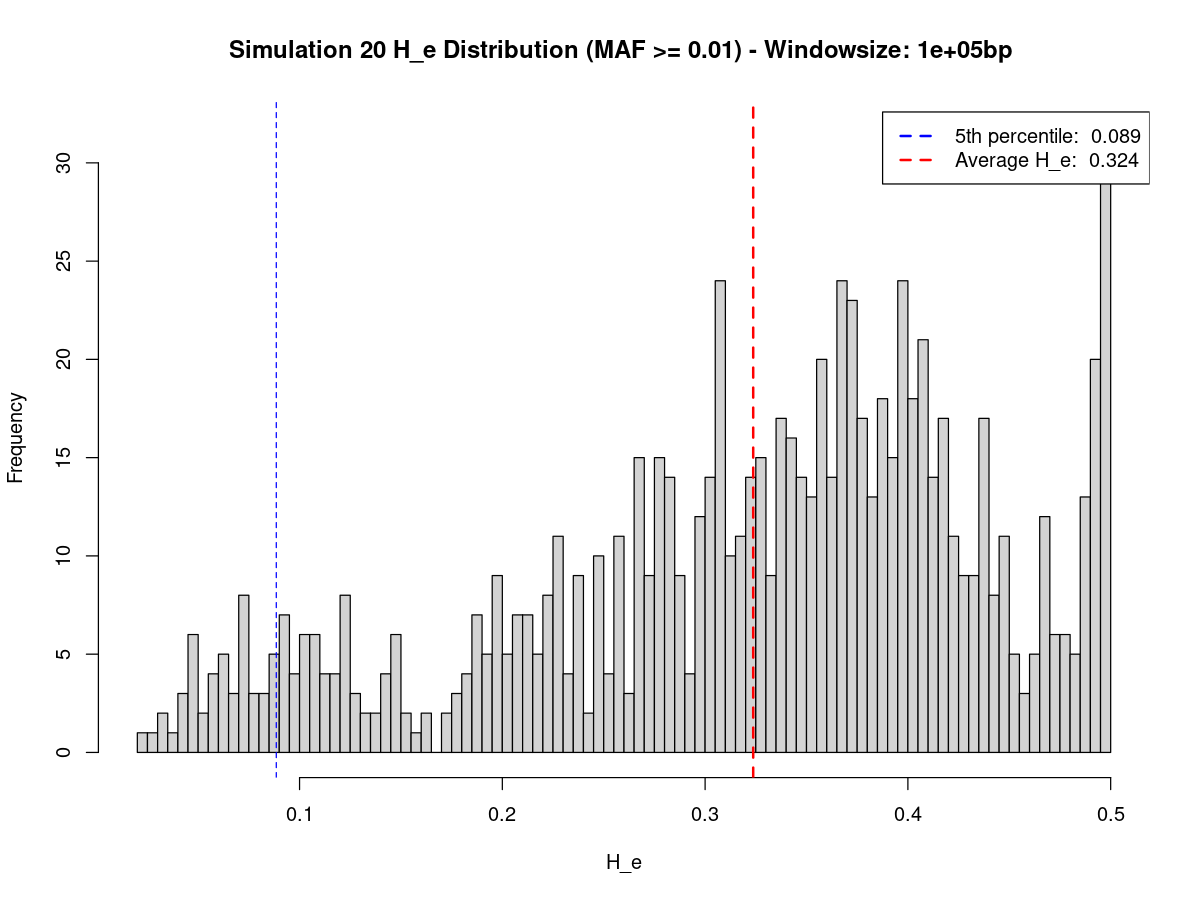 Simulation 20 H_e Distribution (MAF >= 0.01) - Windowsize: 1e+05bp
5th percentile: 0.089
Average H_e: 0.324
Frequency
30
25
20
15
10
5
0
0.1 0.2 0.3 0.4 0.5
H_e